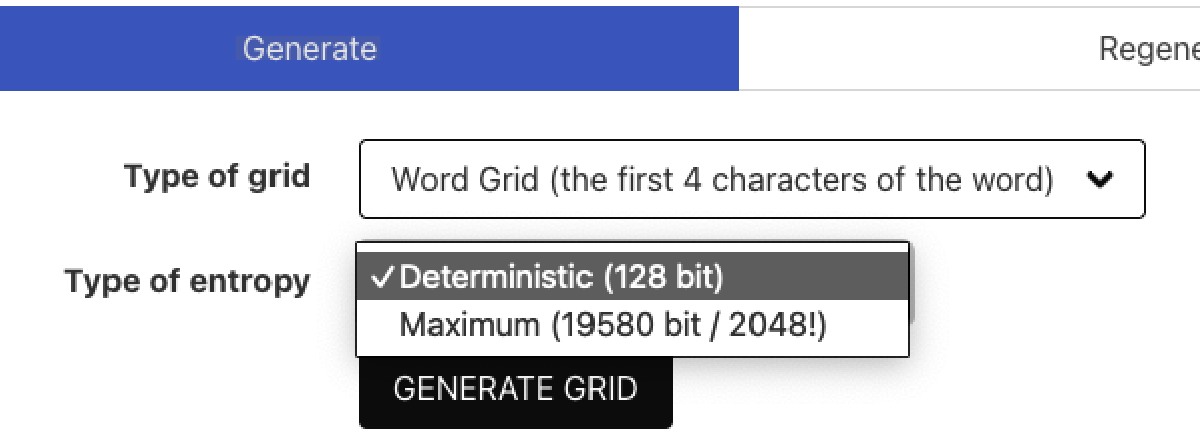 Generate
Regene
Type of grid
Word Grid (the first 4 characters of the word)
Type of entropy
✓Deterministic (128 bit)
Maximum (19580 bit / 2048!)
GENERATE GRID